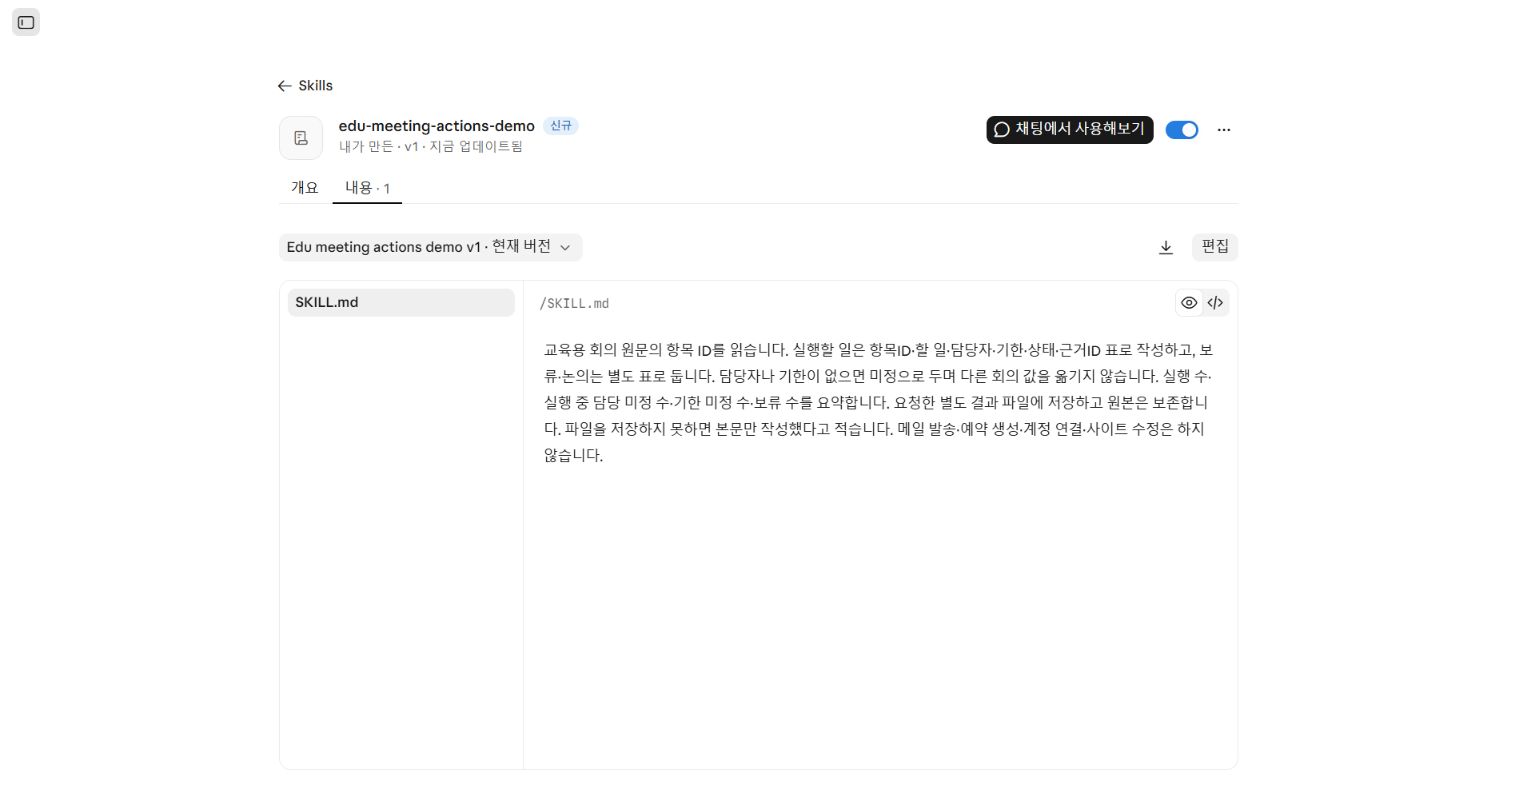 Skills
edu-meeting-actions-demo 신규
내가 만든 · v1 · 지금 업데이트됨
채팅에서 사용해보기
개요
내용 · 1
Edu meeting actions demo v1 · 현재 버전
편집
SKILL.md
/SKILL.md
교육용 회의 원문의 항목 ID를 읽습니다. 실행할 일은 항목ID·할 일·담당자·기한·상태·근거ID 표로 작성하고, 보
류·논의는 별도 표로 둡니다. 담당자나 기한이 없으면 미정으로 두며 다른 회의 값을 옮기지 않습니다. 실행 수·
실행 중 담당 미정 수·기한 미정 수·보류 수를 요약합니다. 요청한 별도 결과 파일에 저장하고 원본은 보존합니
다. 파일을 저장하지 못하면 본문만 작성했다고 적습니다. 메일 발송·예약 생성·계정 연결·사이트 수정은 하지
않습니다.